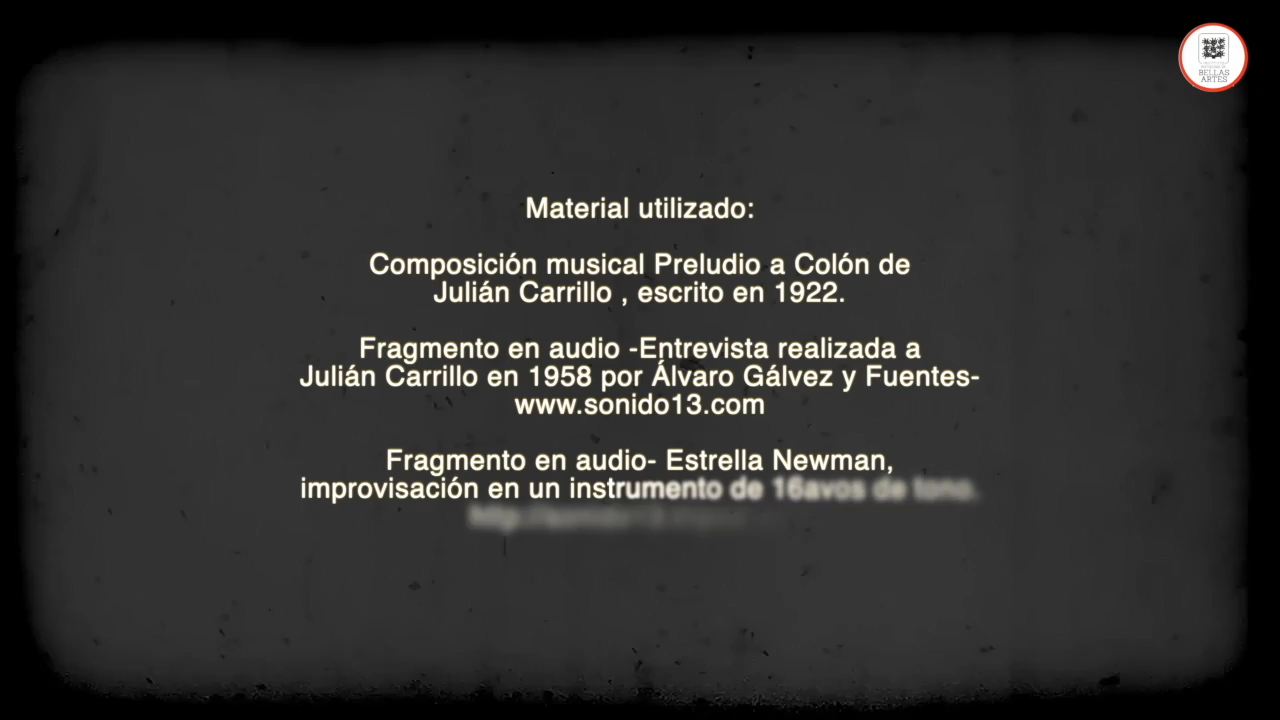 BELLAS
ARTES
Material utilizado:
Composición musical Preludio a Colón de
Julián Carrillo , escrito en 1922.
Fragmento en audio -Entrevista realizada a
Julián Carrillo en 1958 por Álvaro Gálvez y Fuentes-
www.sonido13.com
Fragmento en audio- Estrella Newman,
improvisación en un instrumento de 16avos de tono.